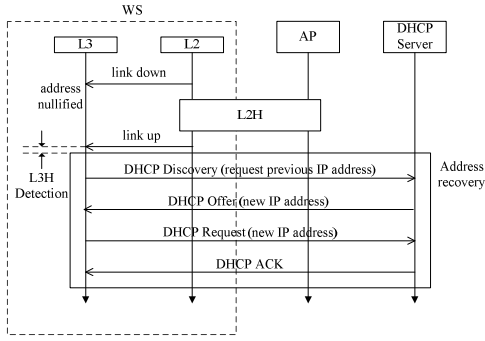 WS
L3
L2
AP
DHCP
Server
link down
address
nullified
L2H
link up
L3H
Detection
DHCP Discovery (request previous IP address)
Address
recovery
DHCP Offer (new IP address)
DHCP Request (new IP address)
DHCP ACK